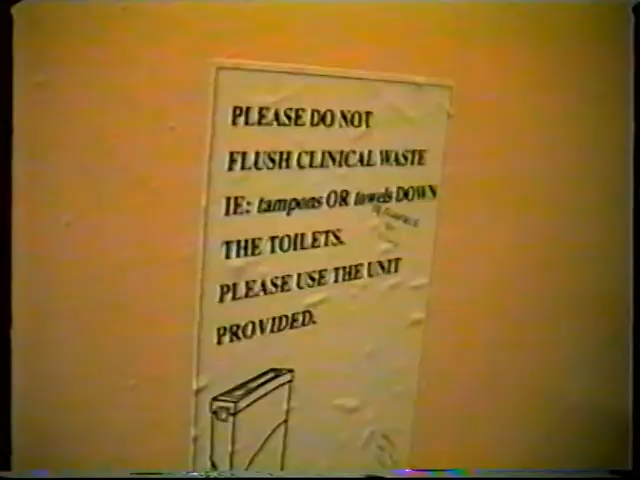 PLEASE DO NOT
FLUSH CLINICAL WASTE
IE: tampons OR towels DOWN
THE TOILETS.
PLEASE USE THE UNIT
PROVIDED.